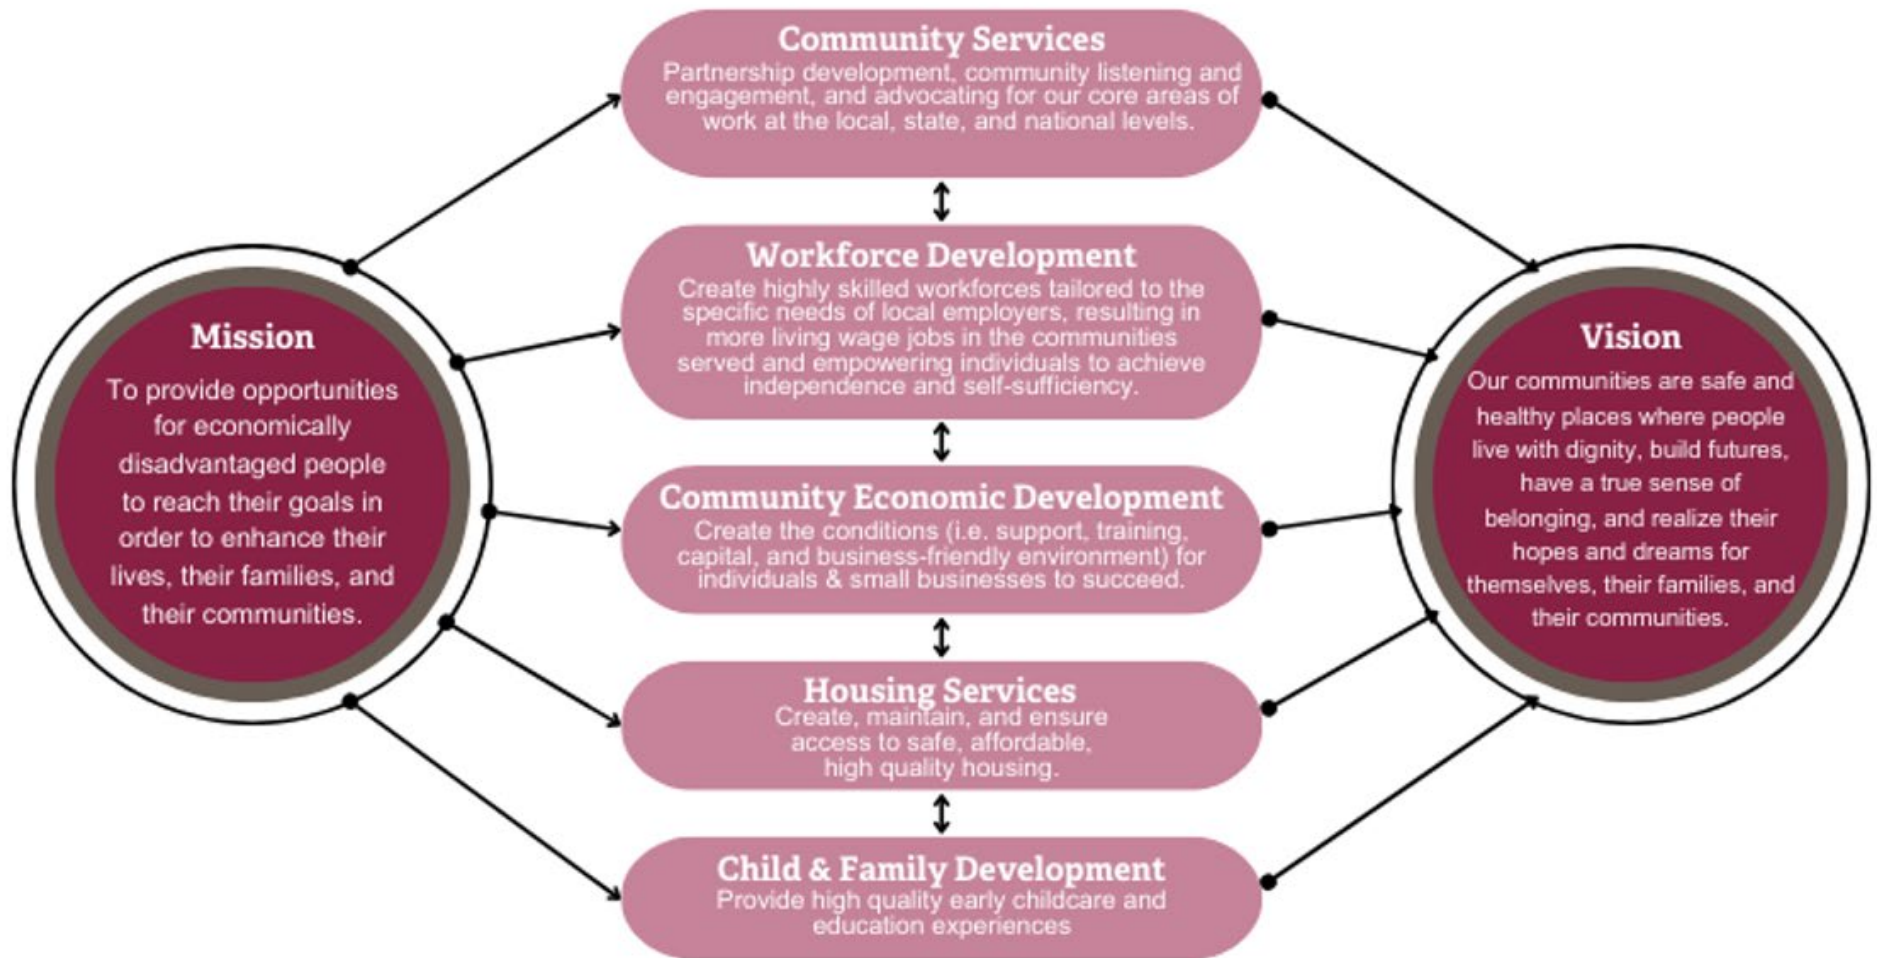 Community Services
Partnership development, community listening and
engagement, and advocating for our core areas of
work at the local, state, and national levels.
Workforce Development
Create highly skilled workforces tailored to the
specific needs of local employers, resulting in
more living wage jobs in the communities
served and empowering individuals to achieve
independence and self-sufficiency.
Mission
To provide opportunities
for economically
disadvantaged people
to reach their goals in
order to enhance their
lives, their families, and
their communities.
Vision
Our communities are safe and
healthy places where people
live with dignity, build futures,
have a true sense of
belonging, and realize their
hopes and dreams for
themselves, their families, and
their communities.
Community Economic Development
Create the conditions (i.e. support, training,
capital, and business-friendly environment) for
individuals & small businesses to succeed.
Housing Services
Create, maintain, and ensure
access to safe, affordable,
high quality housing.
Child & Family Development
Provide high quality early childcare and
education experiences